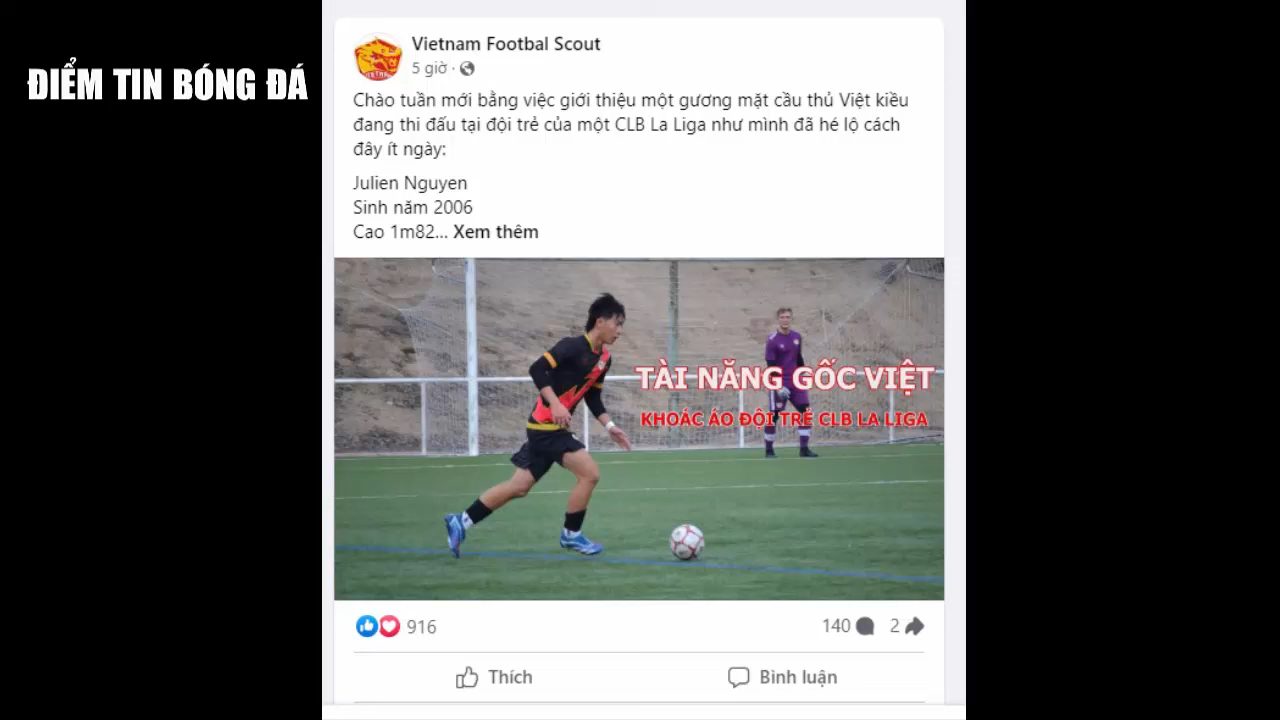 ĐIỂM TIN BÓNG ĐÁ
Vietnam Footbal Scout
5 giờ ·
Chào tuần mới bằng việc giới thiệu một gương mặt cầu thủ Việt kiều
đang thi đấu tại đội trẻ của một CLB La Liga như mình đã hé lộ cách
đây ít ngày:
Julien Nguyen
Sinh năm 2006
Cao 1m82... Xem thêm
TÀI NĂNG GỐC VIỆT
KHOÁC ÁO ĐỘI TRẺ CLB LA LIGA
916
140 2
Thích Bình luận